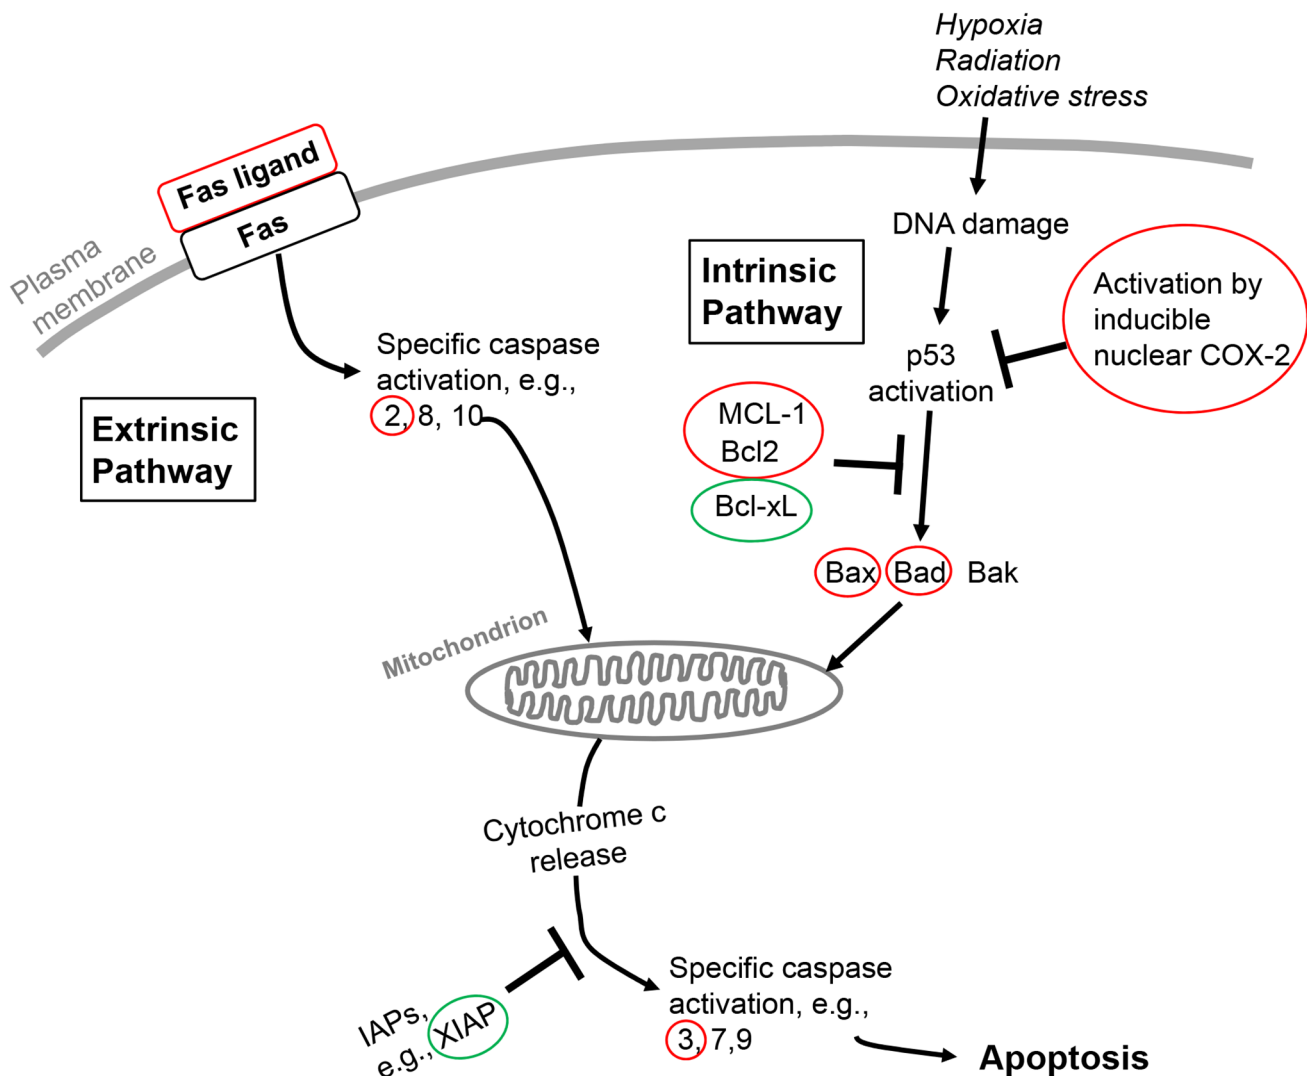 Hypoxia
Radiation
Oxidative stress
Fas ligand
Fas
Plasma
membrane
DNA damage
Intrinsic
Pathway
Activation by
inducible
nuclear COX-2
p53
activation
Specific caspase
activation, e.g.,
2, 8, 10
Extrinsic
Pathway
MCL-1
Bcl2
Bcl-xL
Bax Bad Bak
Mitochondrion
Cytochrome c
release
IAPs,
e.g., XIAP
Specific caspase
activation, e.g.,
3, 7,9
Apoptosis